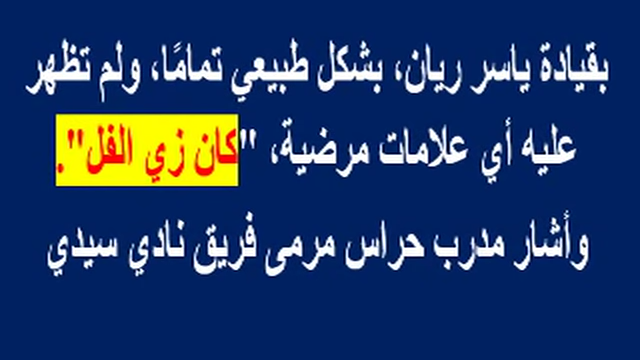 بقيادة ياسر ريان، بشكل طبيعي تمامًا، ولم تظهر
عليه أي علامات مرضية، "كان زي الفل".
وأشار مدرب حراس مرمى فريق نادي سيدي